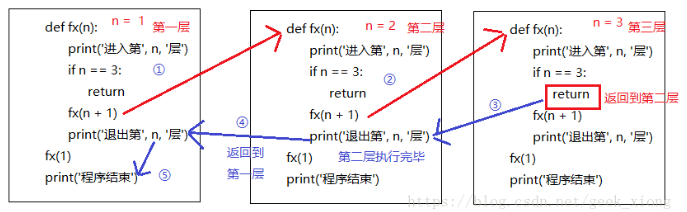 def fx(n):
n = 1
第一层
print('进入第', n, '层')
if n == 3:
①
return
fx(n + 1)
print('退出第', n, '层')
fx(1)
print('程序结束')
⑤
④
返回到
第一层
def fx(n):
n = 2
第二层
print('进入第', n, '层')
if n == 3:
②
return
fx(n + 1)
print('退出第', n, '层')
fx(1)
第二层执行完毕
print('程序结束')
③
def fx(n):
n = 3
第三层
print('进入第', n, '层')
if n == 3:
return
返回到第二层
fx(n + 1)
print('退出第', n, '层')
fx(1)
print('程序结束')
https://blog.csdn.net/geek_xiong